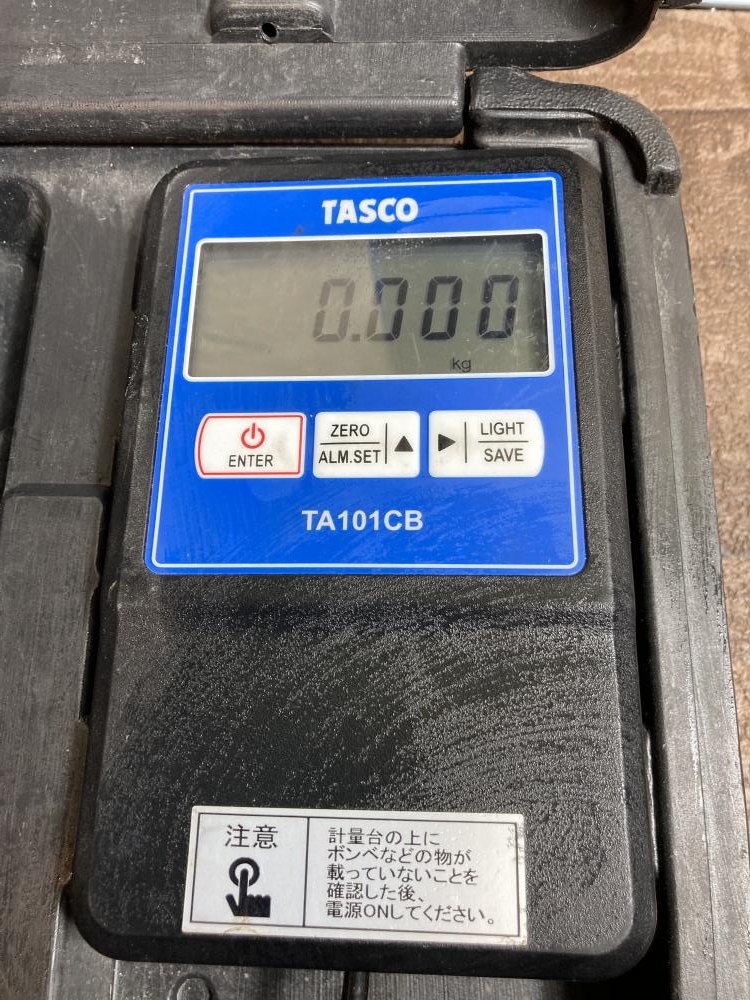 TASCO
0.000
kg
ENTER
ZERO
ALM.SET
LIGHT
SAVE
TA101CB
注意
計量台の上に
ボンベなどの物が
載っていないことを
確認した後、
電源ONしてください。